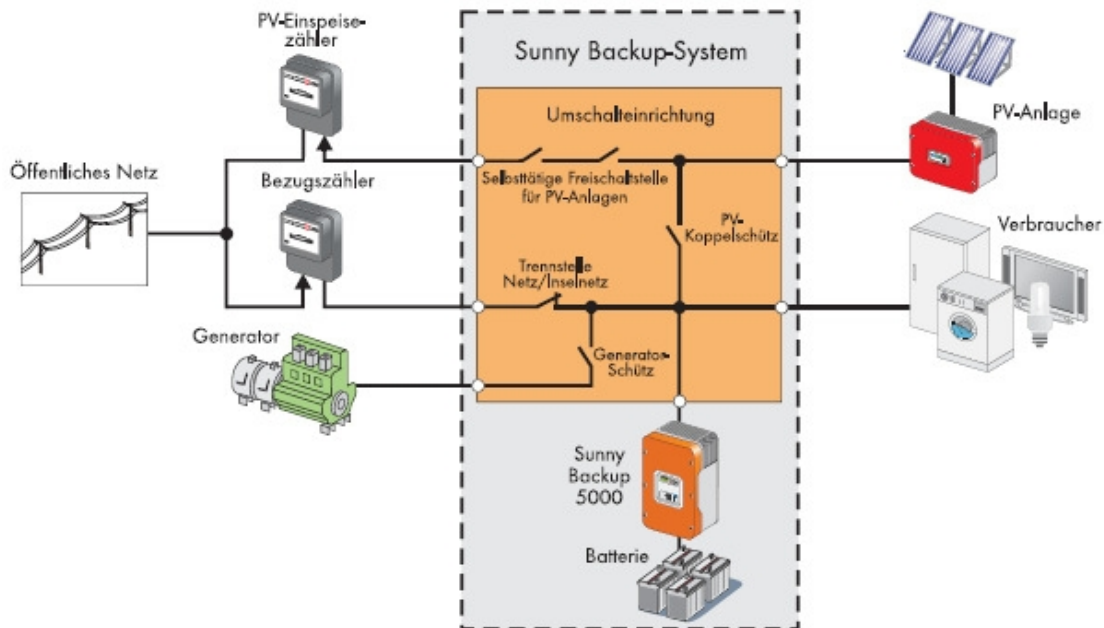 PV-Einspeise-
zähler
Sunny Backup-System
Umschalteinrichtung
PV-Anlage
Öffentliches Netz
Bezugszähler
Selbsttätige Freischaltstelle
für PV-Anlagen
PV-
Koppelschütz
Verbraucher
Trennstelle
Netz/Inselnetz
Generator
Generator-
Schütz
Sunny
Backup
5000
Batterie